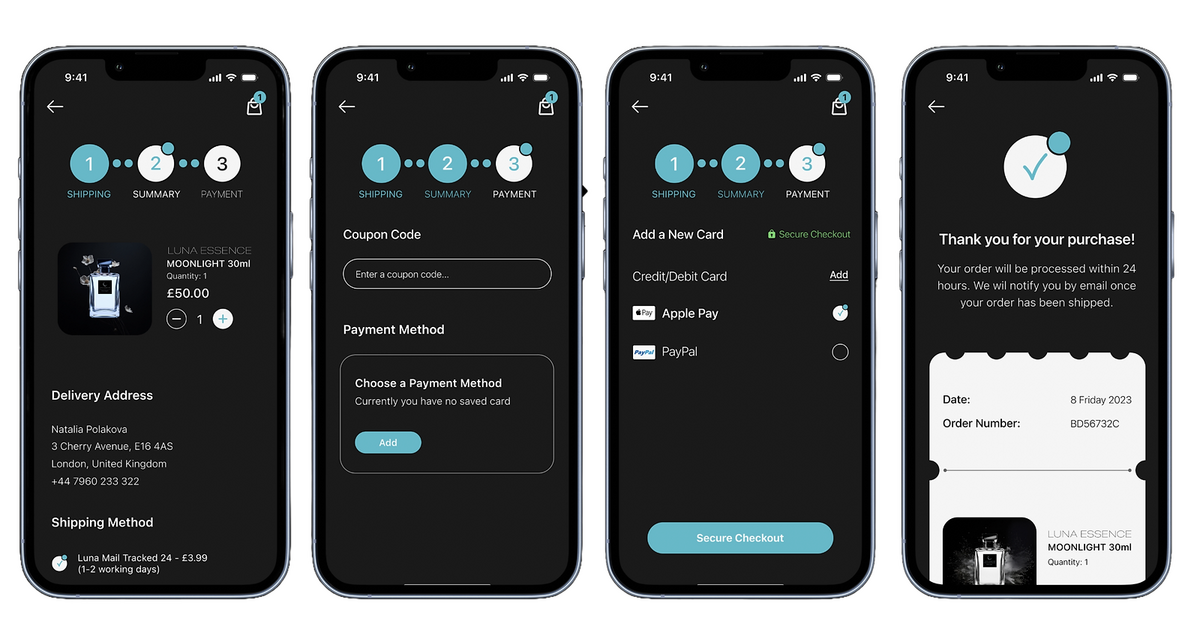 9:41
1
1
2
3
SHIPPING
SUMMARY
PAYMENT
LUNA ESSENCE
MOONLIGHT 30ml
Quantity: 1
£50.00
− 1 +
Delivery Address
Natalia Polakova
3 Cherry Avenue, E16 4AS
London, United Kingdom
+44 7960 233 322
Shipping Method
Luna Mail Tracked 24 - £3.99
(1-2 working days)
9:41
1
1
2
3
SHIPPING
SUMMARY
PAYMENT
Coupon Code
Enter a coupon code...
Payment Method
Choose a Payment Method
Currently you have no saved card
Add
9:41
1
1
2
3
SHIPPING
SUMMARY
PAYMENT
Add a New Card
Secure Checkout
Credit/Debit Card
Add
Pay
Apple Pay
PayPal
PayPal
Secure Checkout
9:41
Thank you for your purchase!
Your order will be processed within 24
hours. We wil notify you by email once
your order has been shipped.
Date:
8 Friday 2023
Order Number:
BD56732C
LUNA ESSENCE
MOONLIGHT 30ml
Quantity: 1